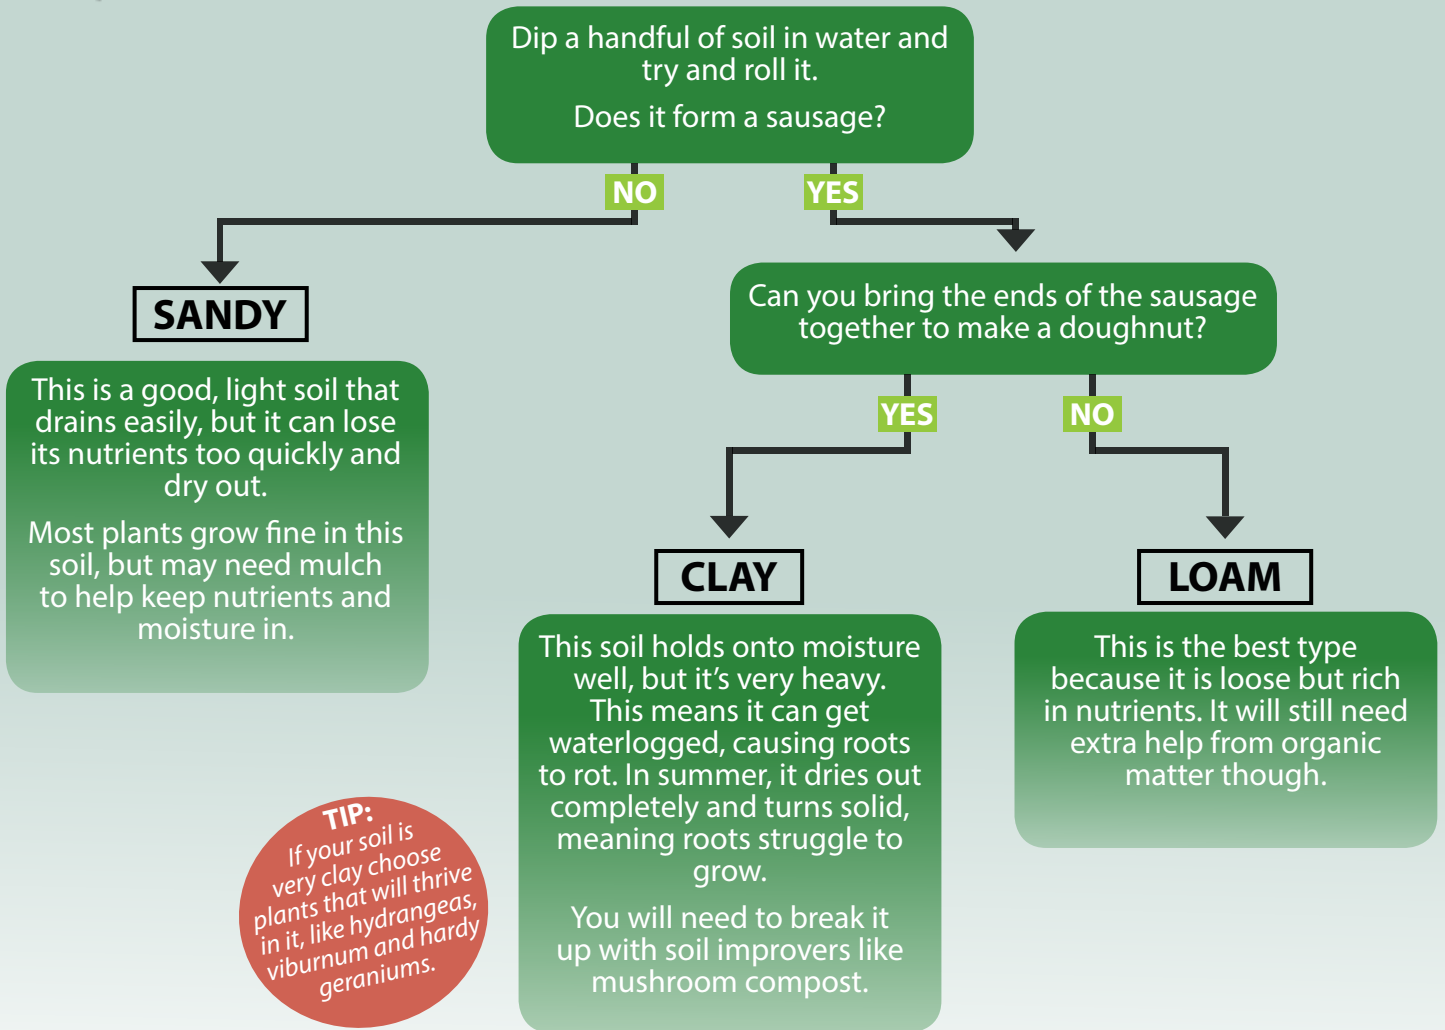 Dip a handful of soil in water and
try and roll it.
Does it form a sausage?
NO
YES
SANDY
This is a good, light soil that
drains easily, but it can lose
its nutrients too quickly and
dry out.
Most plants grow fine in this
soil, but may need mulch
to help keep nutrients and
moisture in.
Can you bring the ends of the sausage
together to make a doughnut?
YES
NO
CLAY
This soil holds onto moisture
well, but it’s very heavy.
This means it can get
waterlogged, causing roots
to rot. In summer, it dries out
completely and turns solid,
meaning roots struggle to
grow.
You will need to break it
up with soil improvers like
mushroom compost.
LOAM
This is the best type
because it is loose but rich
in nutrients. It will still need
extra help from organic
matter though.
TIP:
If your soil is
very clay choose
plants that will thrive
in it, like hydrangeas,
viburnum and hardy
geraniums.